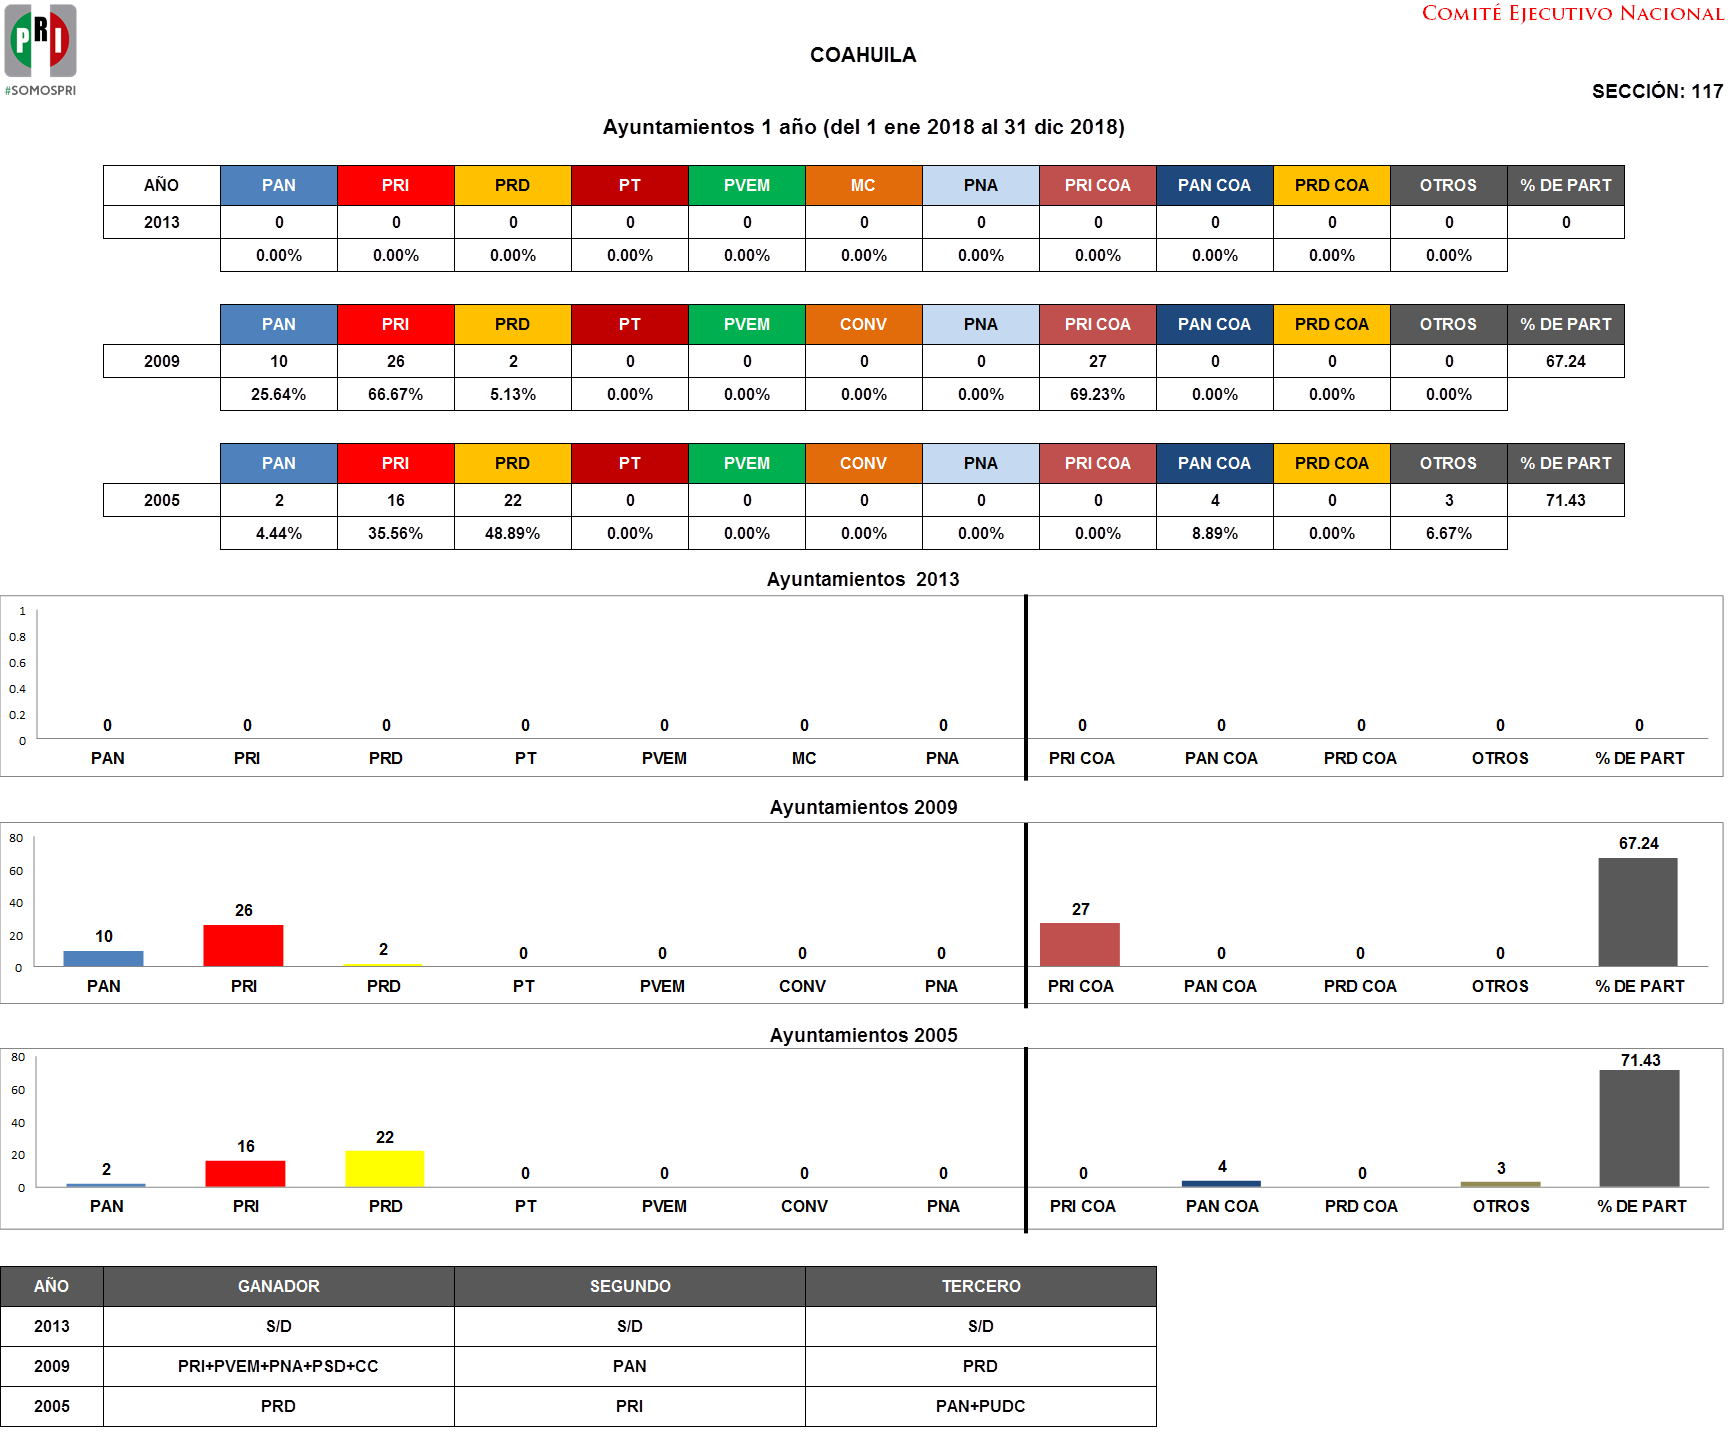 COMITÉ EJECUTIVO NACIONAL
PRI
#SOMOSPRI
COAHUILA
SECCIÓN: 117
Ayuntamientos 1 año (del 1 ene 2018 al 31 dic 2018)
AÑO PAN PRI PRD PT PVEM MC PNA PRI COA PAN COA PRD COA OTROS % DE PART
2013 0 0 0 0 0 0 0 0 0 0 0 0
0.00% 0.00% 0.00% 0.00% 0.00% 0.00% 0.00% 0.00% 0.00% 0.00% 0.00%
PAN PRI PRD PT PVEM CONV PNA PRI COA PAN COA PRD COA OTROS % DE PART
2009 10 26 2 0 0 0 0 27 0 0 0 67.24
25.64% 66.67% 5.13% 0.00% 0.00% 0.00% 0.00% 69.23% 0.00% 0.00% 0.00%
PAN PRI PRD PT PVEM CONV PNA PRI COA PAN COA PRD COA OTROS % DE PART
2005 2 16 22 0 0 0 0 0 4 0 3 71.43
4.44% 35.56% 48.89% 0.00% 0.00% 0.00% 0.00% 0.00% 8.89% 0.00% 6.67%
Ayuntamientos 2013
1
0.8
0.6
0.4
0.2
0
0 0 0 0 0 0 0 0 0 0 0 0
PAN PRI PRD PT PVEM MC PNA PRI COA PAN COA PRD COA OTROS % DE PART
Ayuntamientos 2009
80
60
40
20
0
10 26 2 0 0 0 0 27 0 0 0 67.24
PAN PRI PRD PT PVEM CONV PNA PRI COA PAN COA PRD COA OTROS % DE PART
Ayuntamientos 2005
80
60
40
20
0
2 16 22 0 0 0 0 0 4 0 3 71.43
PAN PRI PRD PT PVEM CONV PNA PRI COA PAN COA PRD COA OTROS % DE PART
AÑO GANADOR SEGUNDO TERCERO
2013 S/D S/D S/D
2009 PRI+PVEM+PNA+PSD+CC PAN PRD
2005 PRD PRI PAN+PUDC